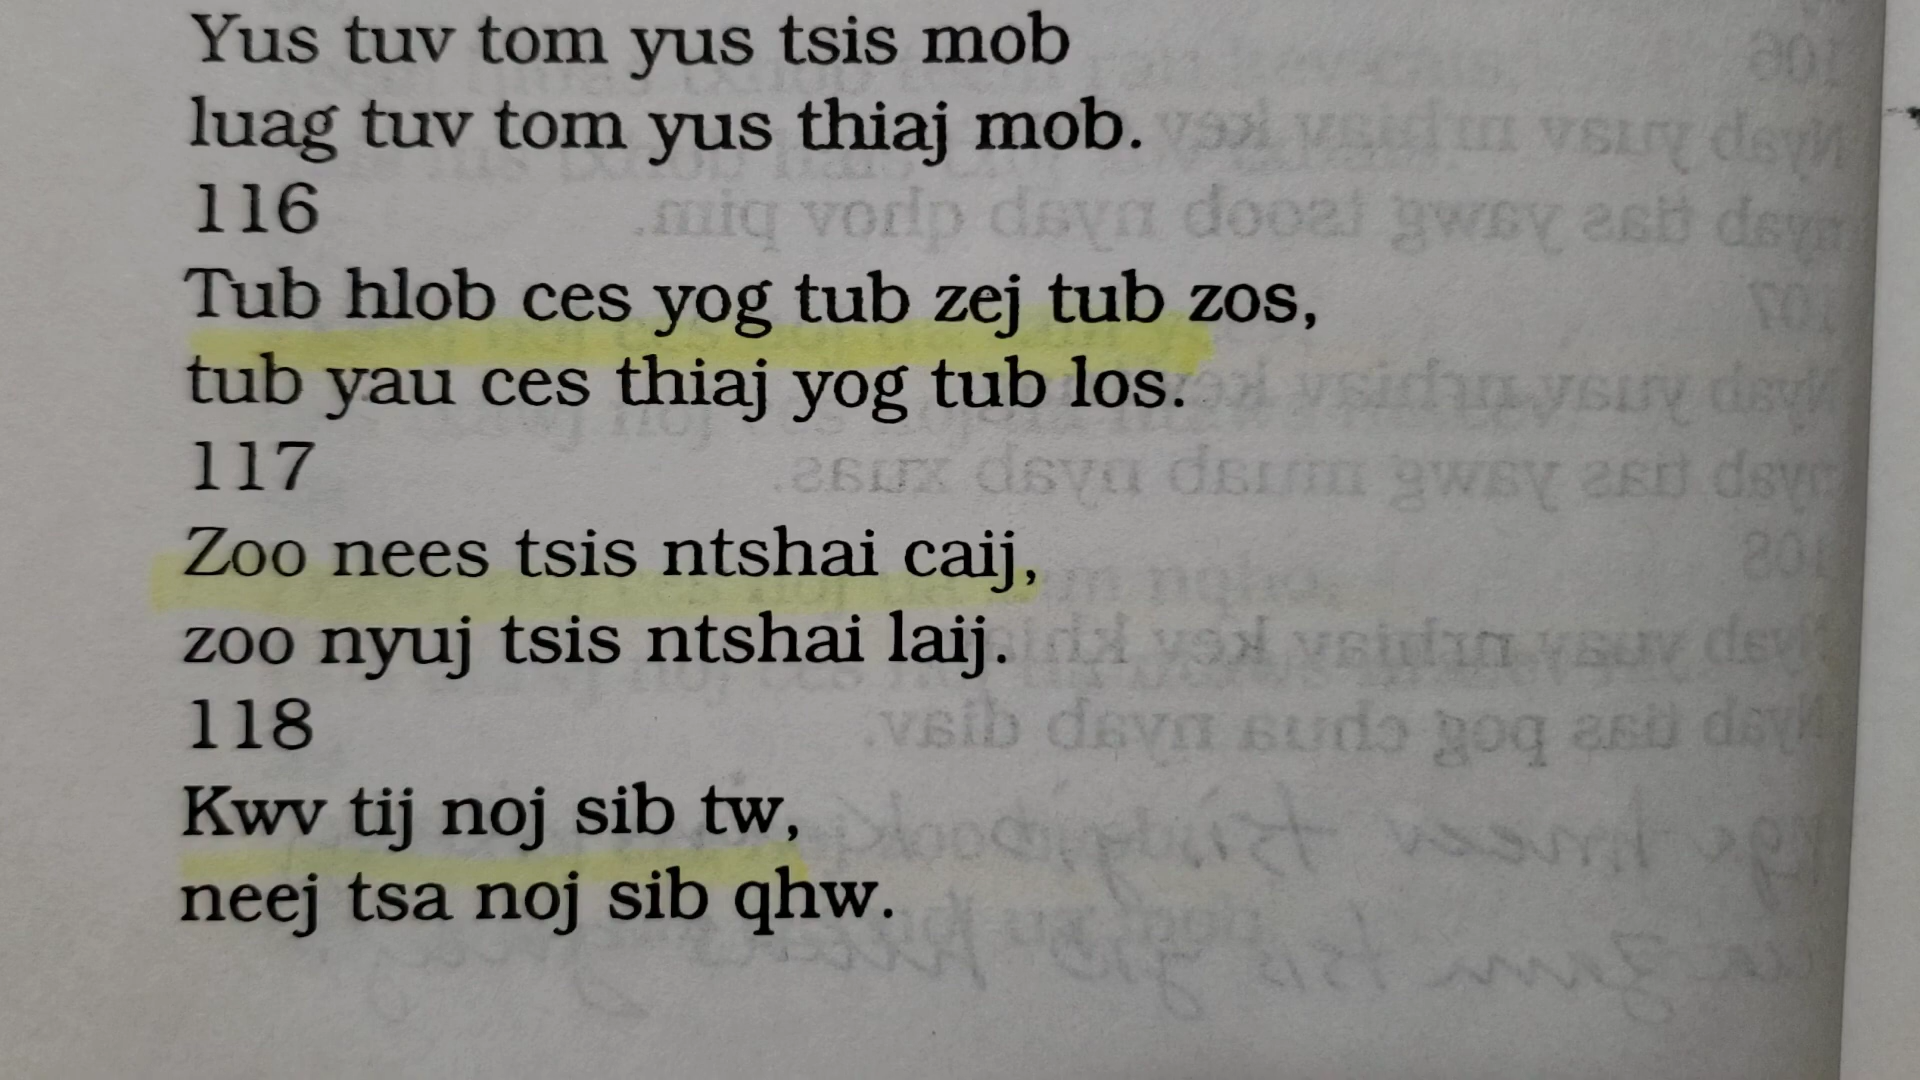 Yus tuv tom yus tsis mob
luag tuv tom yus thiaj mob.
116
Tub hlob ces yog tub zej tub zos,
tub yau ces thiaj yog tub los.
117
Zoo nees tsis ntshai caij,
zoo nyuj tsis ntshai laij.
118
Kwv tij noj sib tw,
neej tsa noj sib qhw.